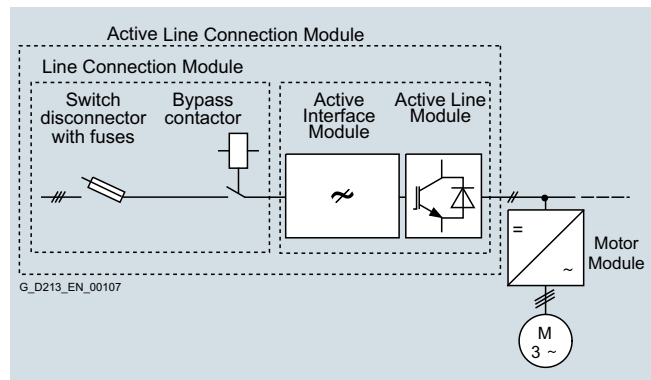 Active Line Connection Module
Line Connection Module
Switch
disconnector
with fuses
Bypass
contactor
Active
Interface
Module
Active Line
Module
=
~
Motor
Module
G_D213_EN_00107
M
3 ~